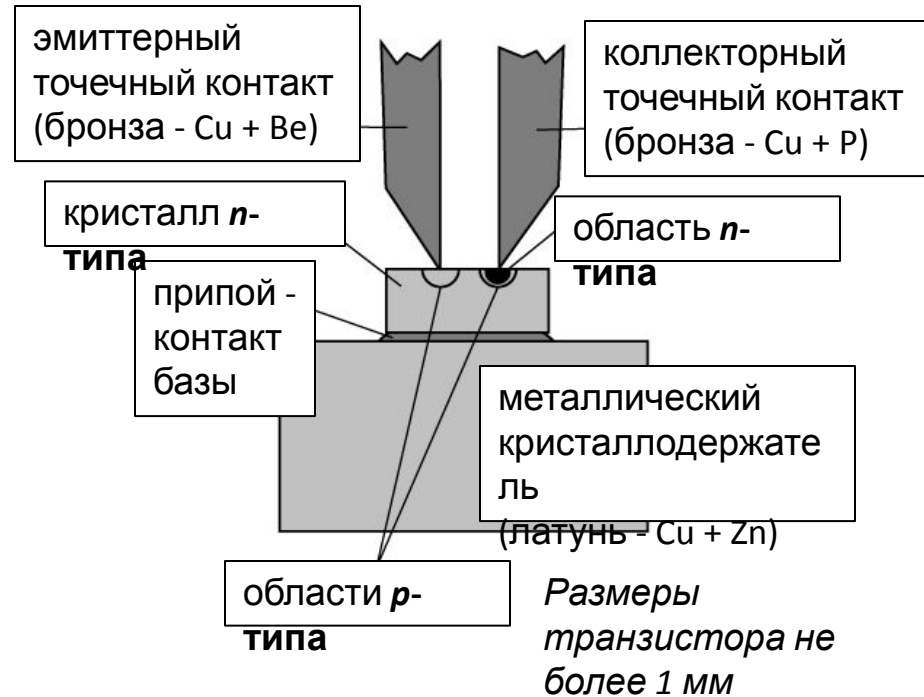 эмиттерный
точечный контакт
(бронза - Cu + Be)
коллекторный
точечный контакт
(бронза - Cu + P)
кристалл n-
типа
область n-
типа
припой -
контакт
базы
металлический
кристаллодержате
ль
(латунь - Cu + Zn)
области p-
типа
Размеры
транзистора не
более 1 мм